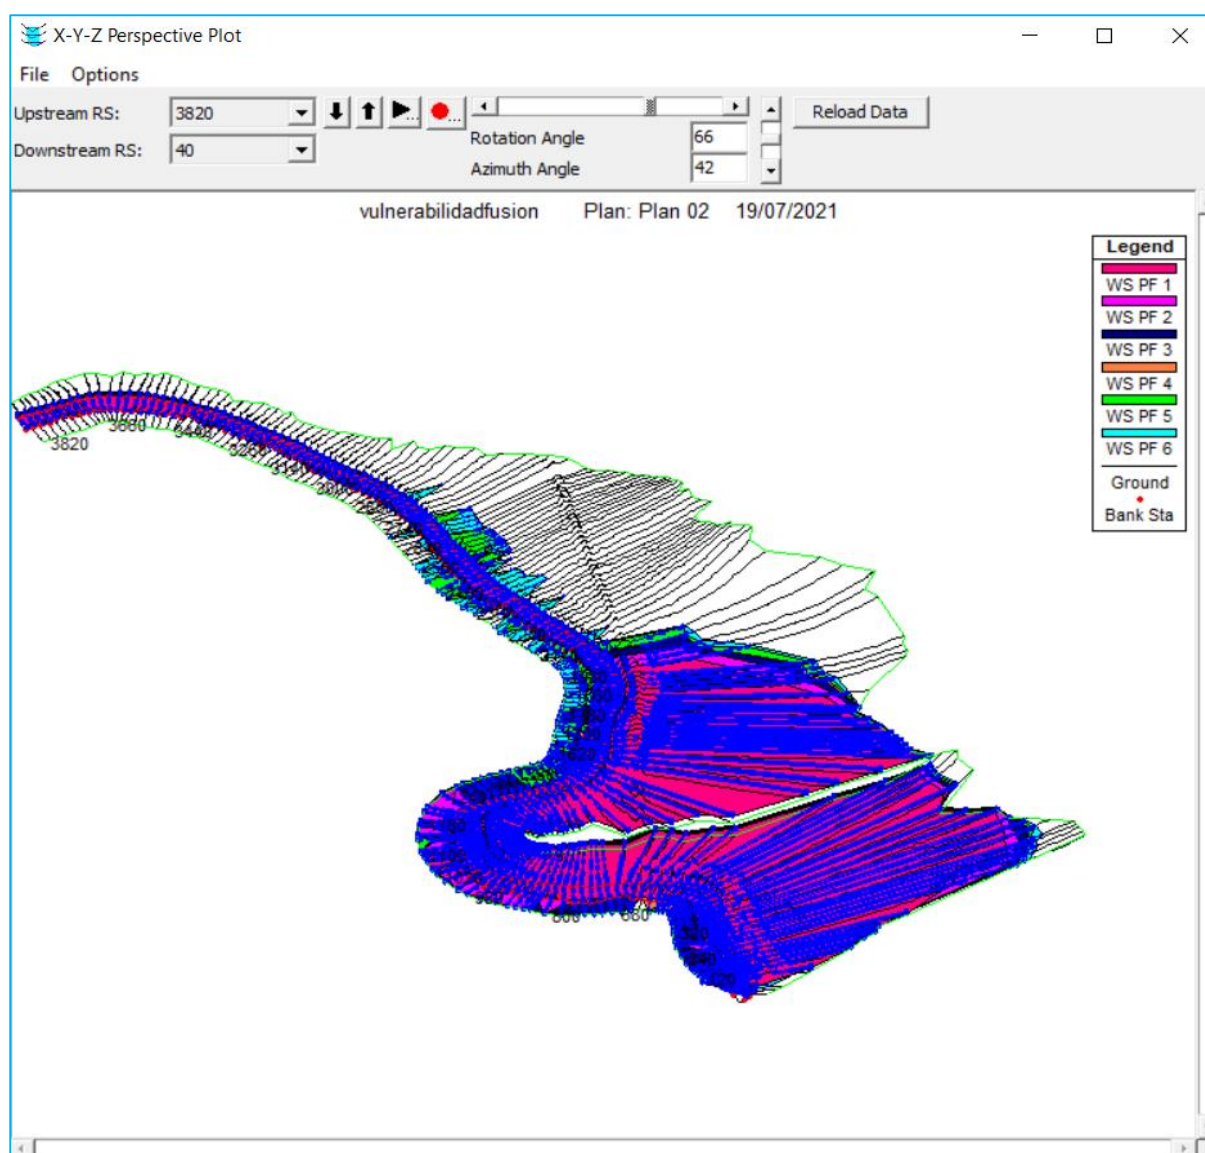 X-Y-Z Perspective Plot
File Options
Upstream RS: 3820
Downstream RS: 40
Rotation Angle 66
Azimuth Angle 42
Reload Data
vulnerabilidadfusion Plan: Plan 02 19/07/2021
Legend
WS PF 1
WS PF 2
WS PF 3
WS PF 4
WS PF 5
WS PF 6
Ground
Bank Sta
3820
680